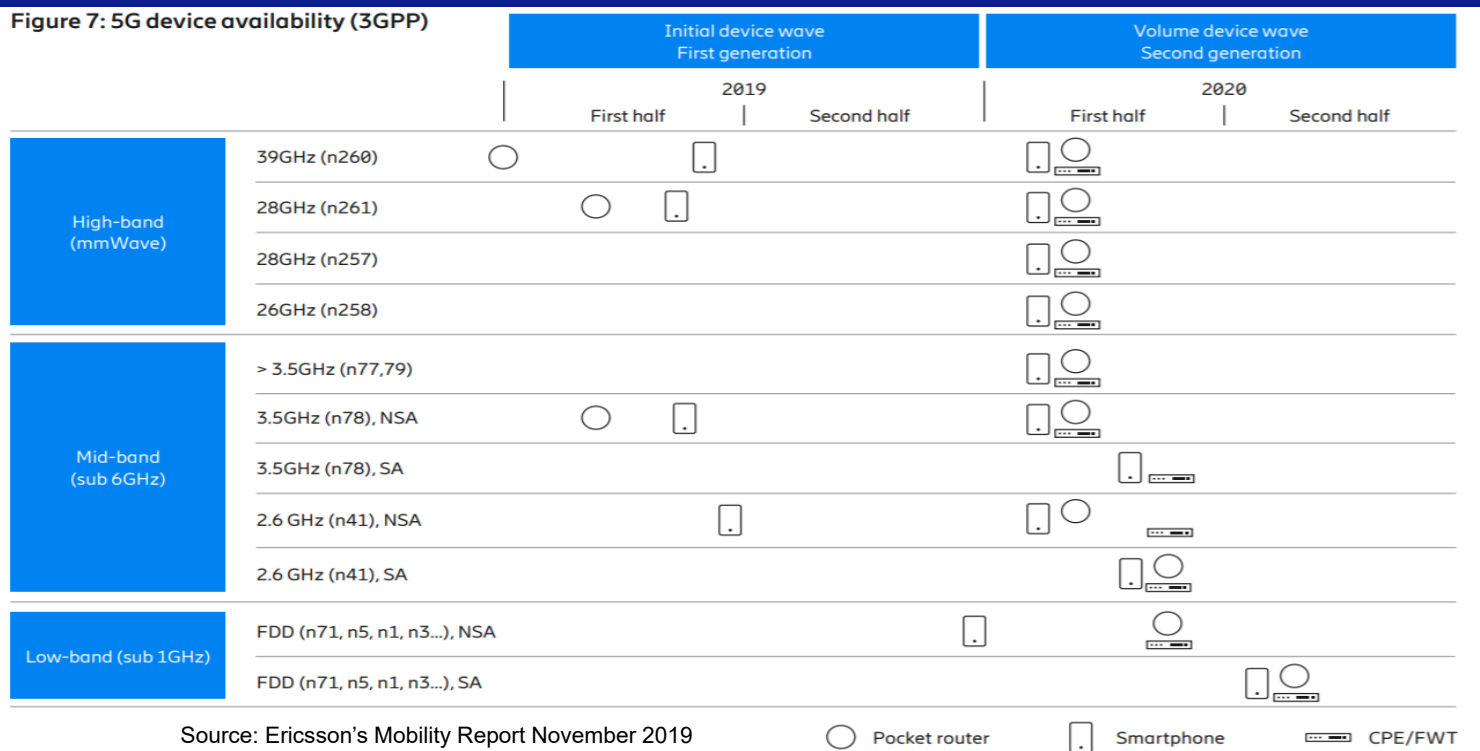 Figure 7: 5G device availability (3GPP)
Initial device wave
First generation
Volume device wave
Second generation
2019
2020
First half
Second half
First half
Second half
High-band
(mmWave)
39GHz (n260)
28GHz (n261)
28GHz (n257)
26GHz (n258)
Mid-band
(sub 6GHz)
> 3.5GHz (n77,79)
3.5GHz (n78), NSA
3.5GHz (n78), SA
2.6 GHz (n41), NSA
2.6 GHz (n41), SA
Low-band (sub 1GHz)
FDD (n71, n5, n1, n3...), NSA
FDD (n71, n5, n1, n3...), SA
Source: Ericsson’s Mobility Report November 2019
Pocket router
Smartphone
CPE/FWT